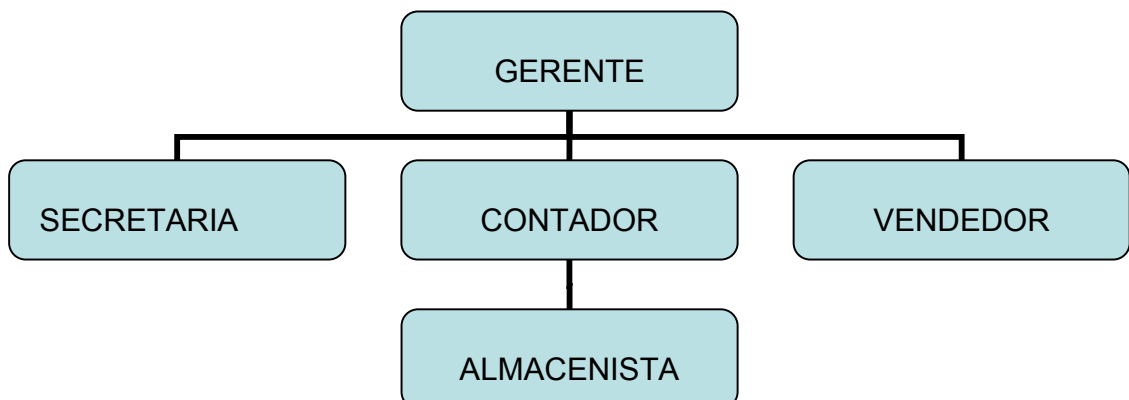 GERENTE
SECRETARIA
CONTADOR
VENDEDOR
ALMACENISTA